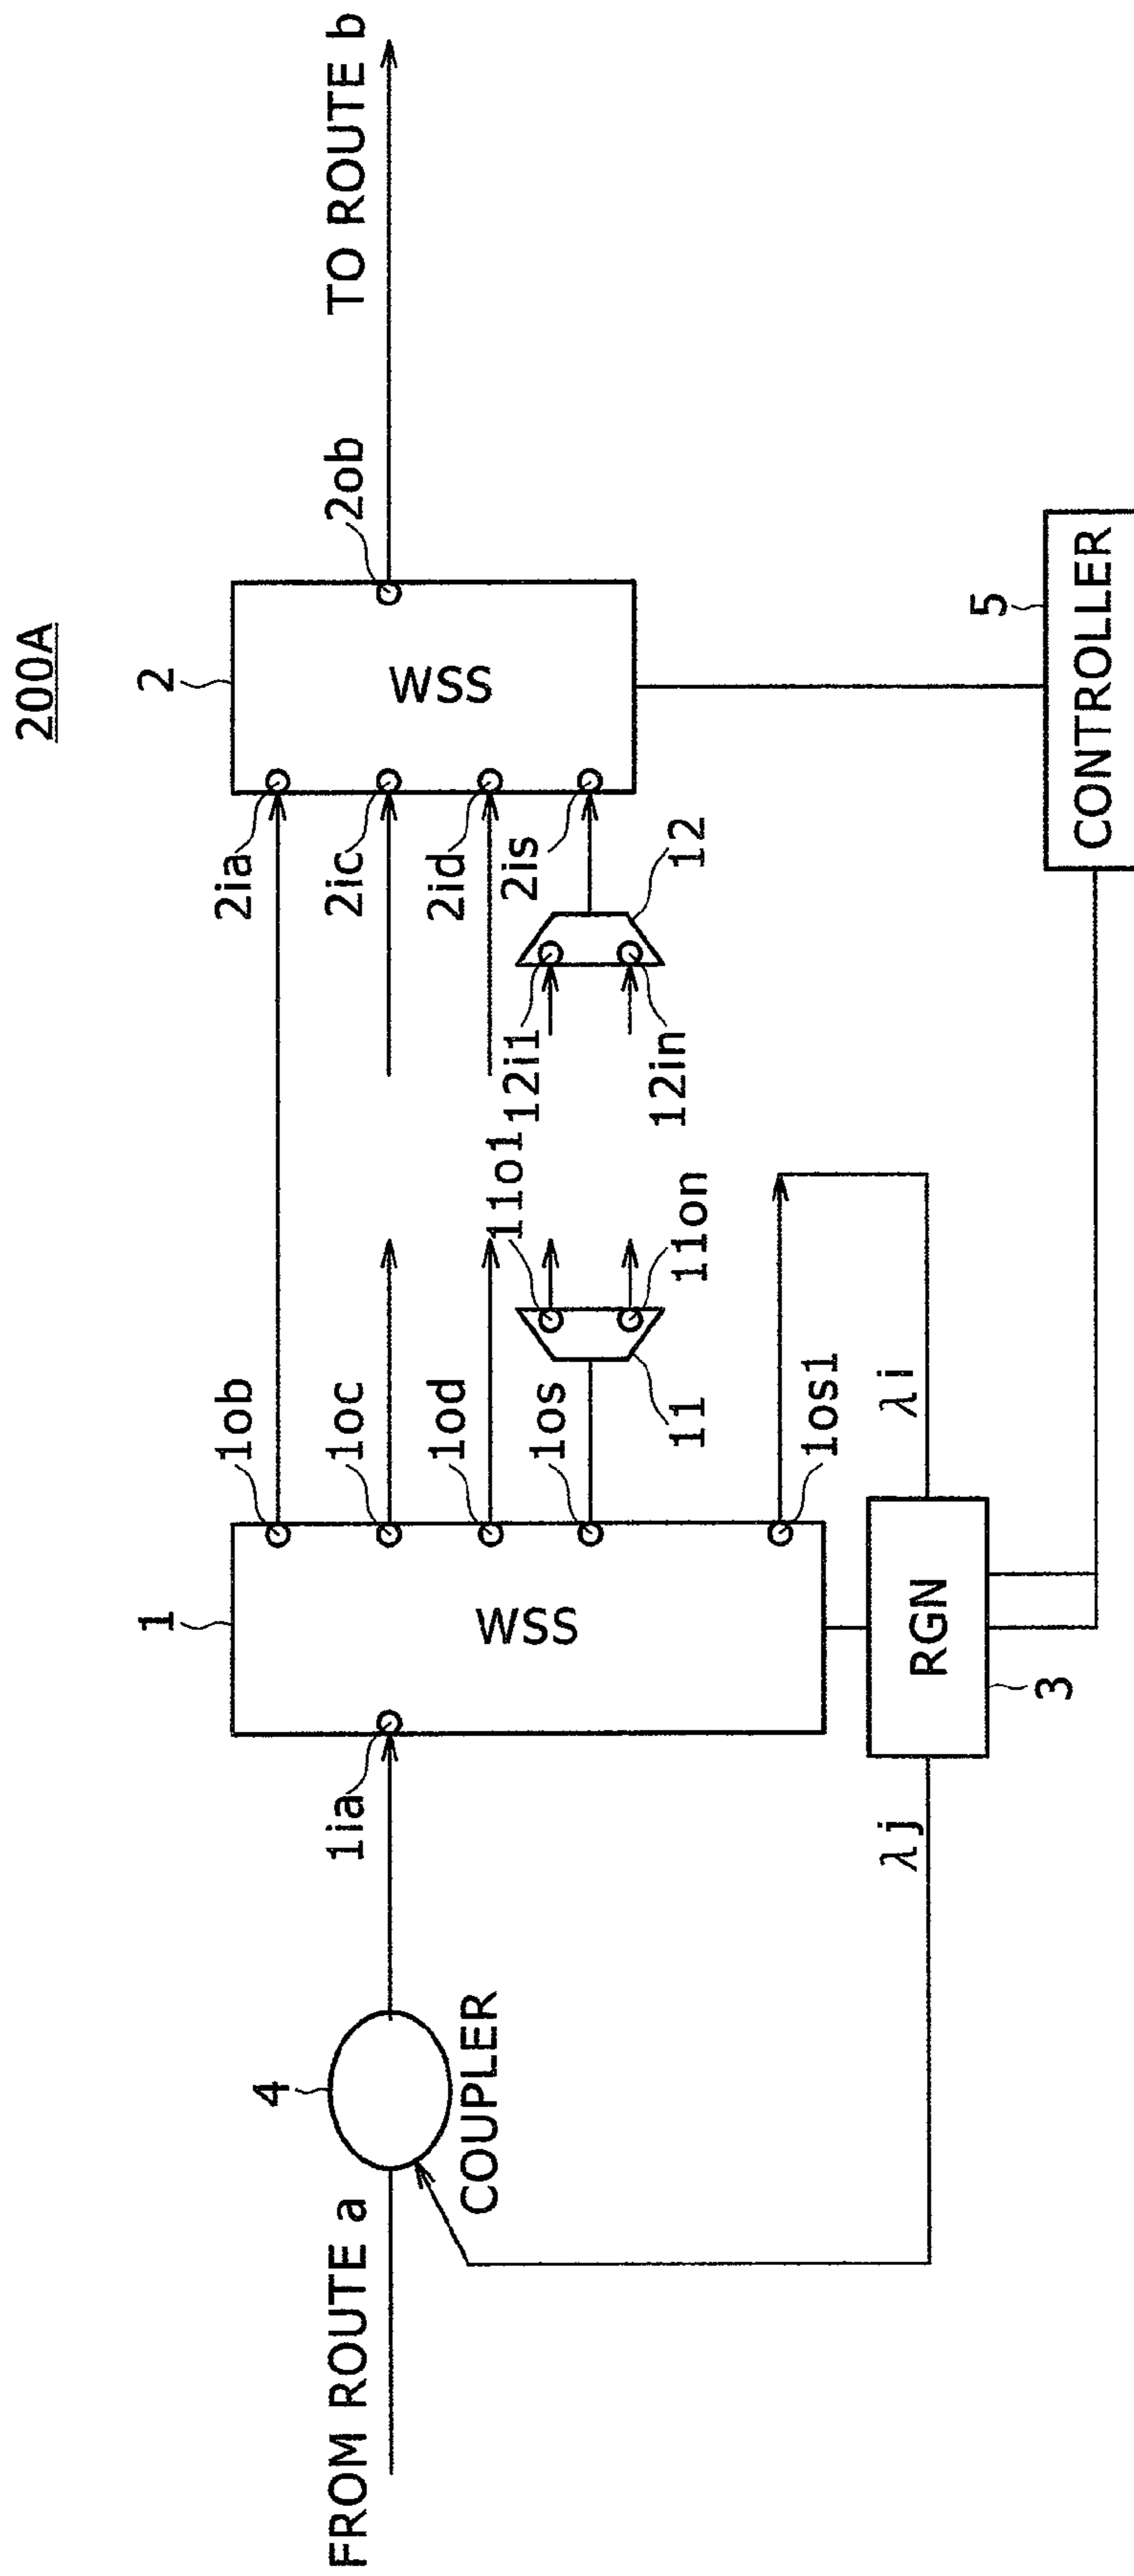 200A
FROM ROUTE a
4
COUPLER
1ia
1
WSS
1ob
1oc
1od
1os
1os1
11
11o1
11on
12i1
12in
12
2ia
2ic
2id
2is
2
WSS
2ob
TO ROUTE b
λj
RGN
3
λi
5
CONTROLLER